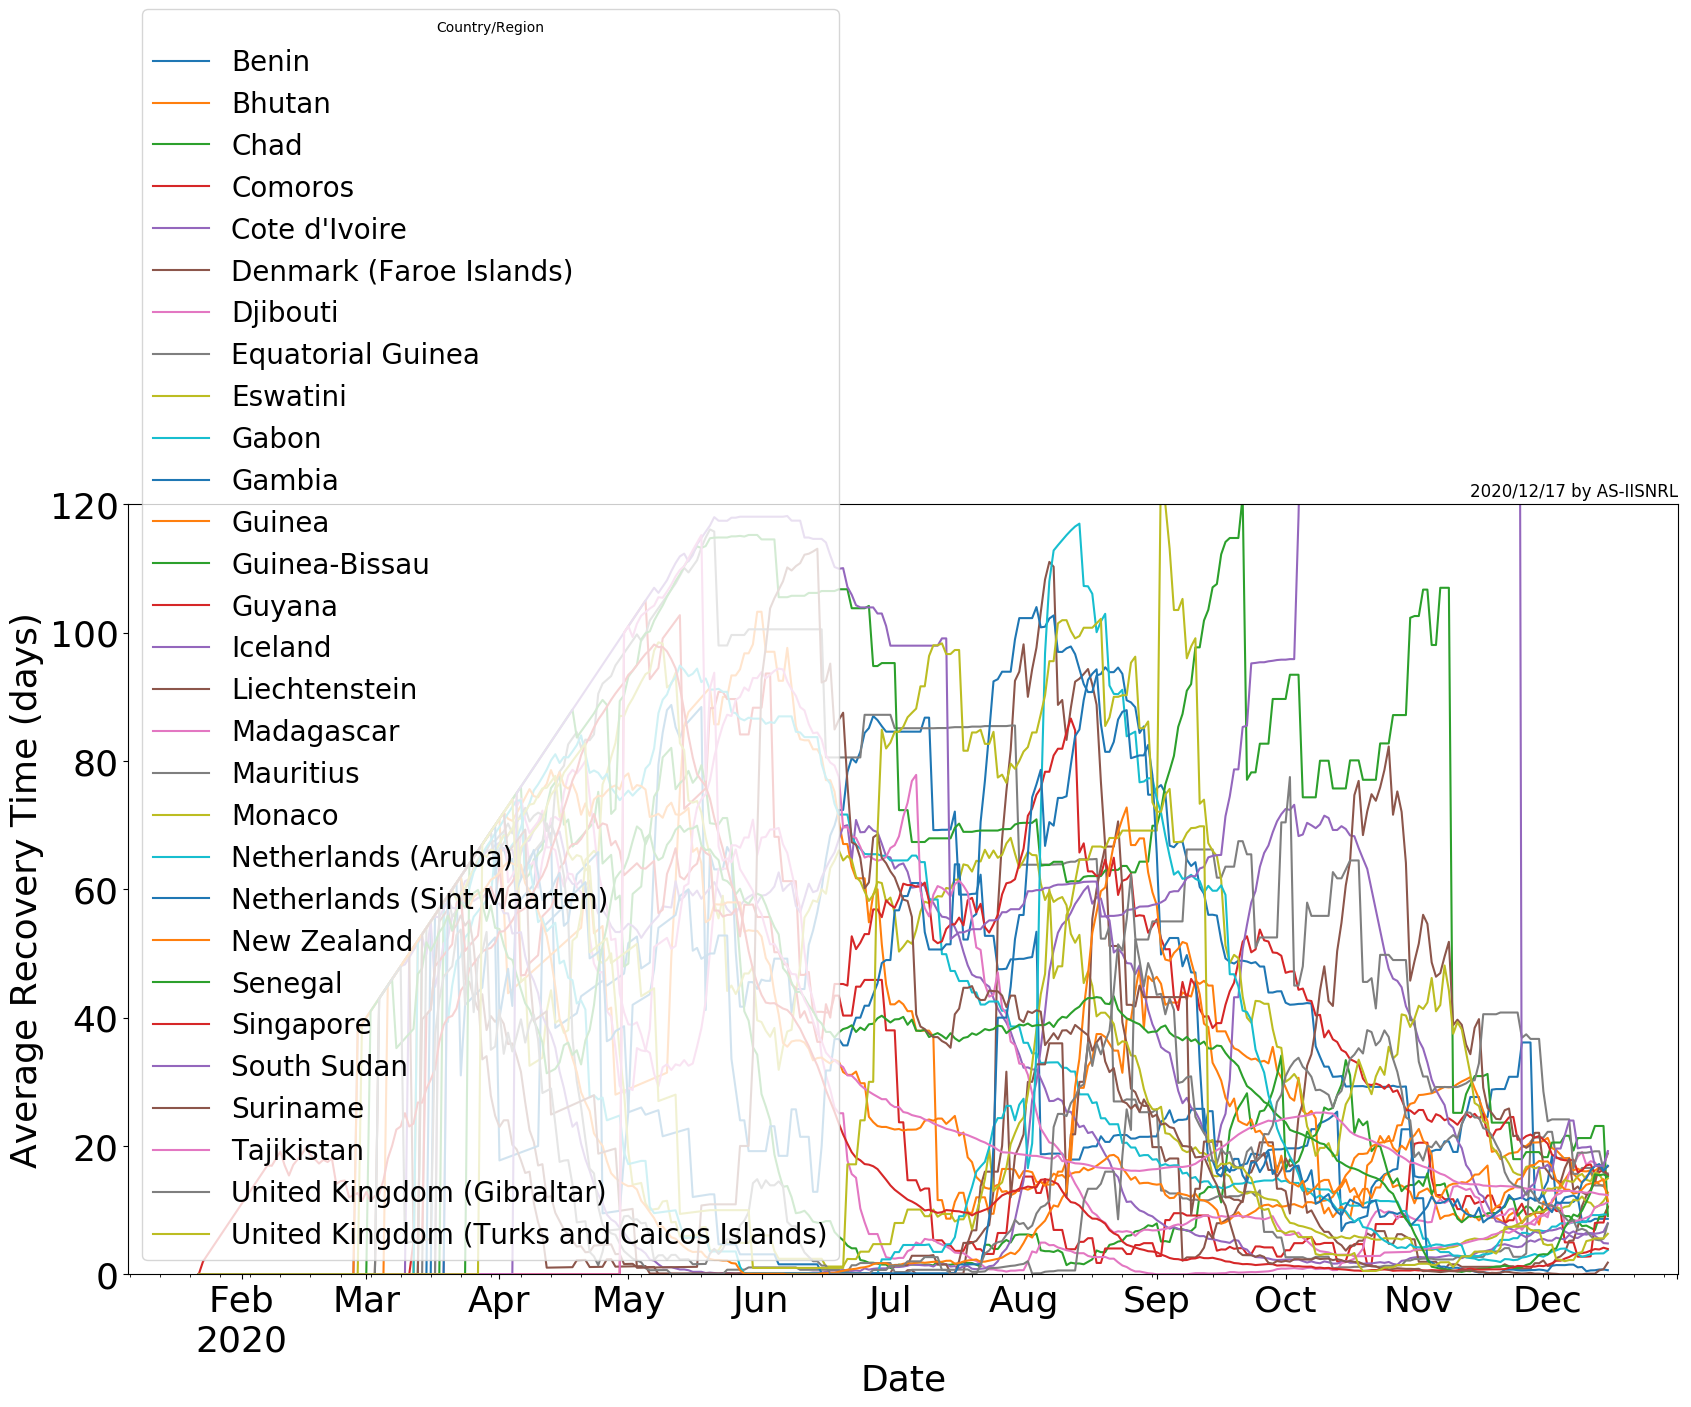 Country/Region
Benin
Bhutan
Chad
Comoros
Cote d'Ivoire
Denmark (Faroe Islands)
Djibouti
Equatorial Guinea
Eswatini
Gabon
Gambia
Guinea
Guinea-Bissau
Guyana
Iceland
Liechtenstein
Madagascar
Mauritius
Monaco
Netherlands (Aruba)
Netherlands (Sint Maarten)
New Zealand
Senegal
Singapore
South Sudan
Suriname
Tajikistan
United Kingdom (Gibraltar)
United Kingdom (Turks and Caicos Islands)
2020/12/17 by AS-IISNRL
Average Recovery Time (days)
120
100
80
60
40
20
0
Feb Mar Apr May Jun Jul Aug Sep Oct Nov Dec
2020
Date